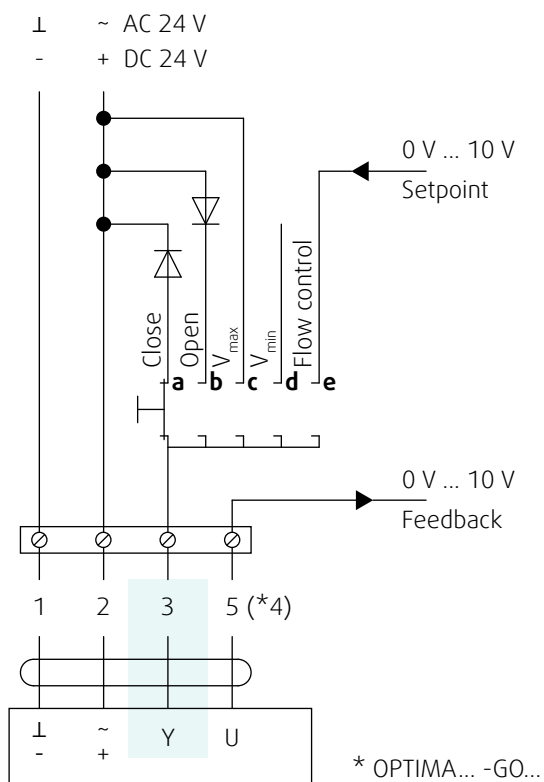 ⊥ ~ AC 24 V
- + DC 24 V
0 V ... 10 V
Setpoint
Close
Open
Vmax
Vmin
Flow control
a b c d e
0 V ... 10 V
Feedback
1 2 3 5 (*4)
⊥ ~ Y U
- +
* OPTIMA... -GO...